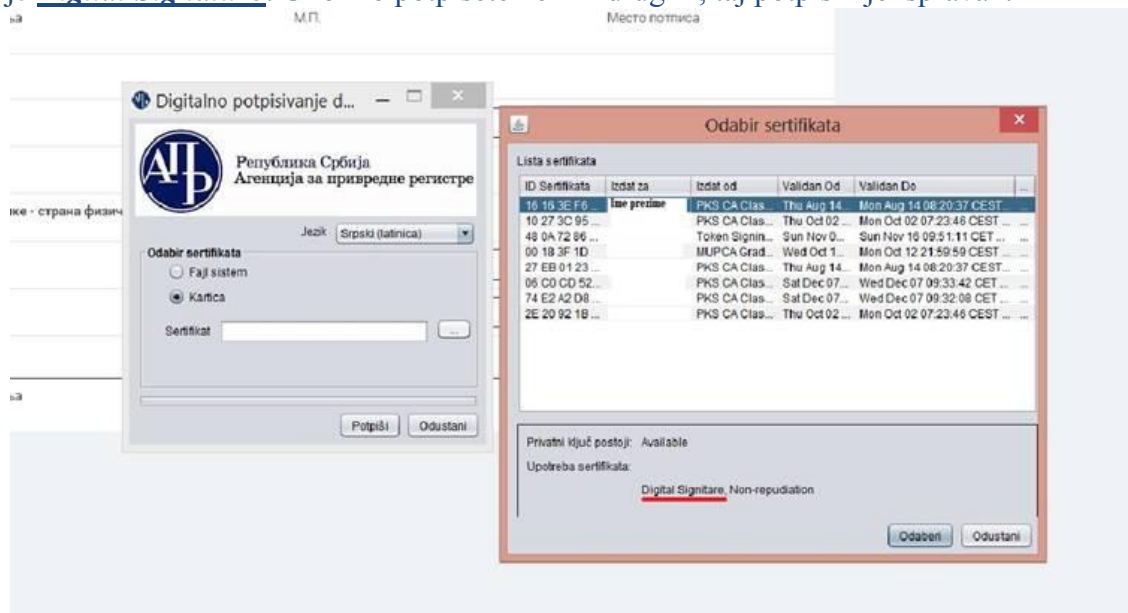 М.П.
Место потписа
Digitalno potpisivanje d...
АПР
Република Србија
Агенција за привредне регистре
ке - страна физич
Jezik Srpski (latinica)
Odabir sertifikata
Fajl sistem
Kartica
Sertifikat ...
Potpiši Odustani
Odabir sertifikata
Lista sertifikata
ID Sertifikata Izdat za Izdat od Validan Od Validan Do ...
16 16 3E F6 ... Ime prezime PKS CA Clas... Thu Aug 14... Mon Aug 14 08:20:37 CEST...
10 27 3C 95 ... PKS CA Clas... Thu Oct 02 ... Mon Oct 02 07:23:46 CEST ... ...
48 0A 72 86 ... Token Signin... Sun Nov 0... Sun Nov 16 09:51:11 CET ... ...
00 18 3F 1D MUPCA Grad... Wed Oct 1... Mon Oct 12 21:59:59 CEST ...
27 EB 01 23 ... PKS CA Clas... Thu Aug 14... Mon Aug 14 08:20:37 CEST... ...
05 C0 CD 52... PKS CA Clas... Sat Dec 07... Wed Dec 07 09:33:42 CET ... ...
74 E2 A2 D8 ... PKS CA Clas... Sat Dec 07... Wed Dec 07 09:32:08 CET ... ...
2E 20 92 1B ... PKS CA Clas... Thu Oct 02 ... Mon Oct 02 07:23:46 CEST ... ...
Privatni ključ postoji: Available
Upotreba sertifikata:
Digital Signitare, Non-repudiation
Odaberi Odustani